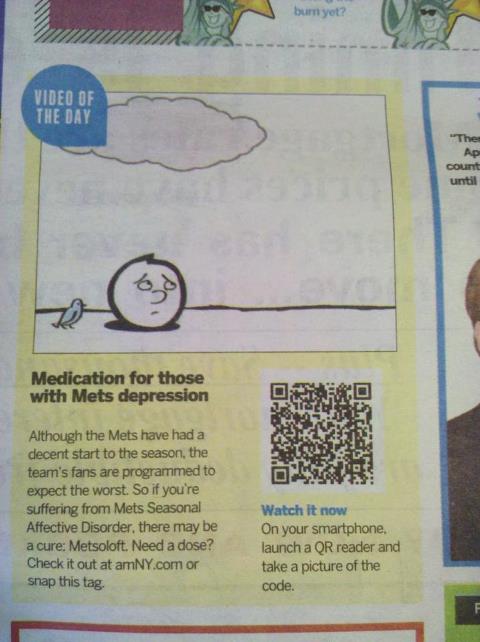 burn yet?
VIDEO OF
THE DAY
Medication for those
with Mets depression
Although the Mets have had a
decent start to the season, the
team's fans are programmed to
expect the worst. So if you're
suffering from Mets Seasonal
Affective Disorder, there may be
a cure: Metsoloft. Need a dose?
Check it out at amNY.com or
snap this tag.
Watch it now
On your smartphone,
launch a QR reader and
take a picture of the
code.
"Ther
Ap
count
until